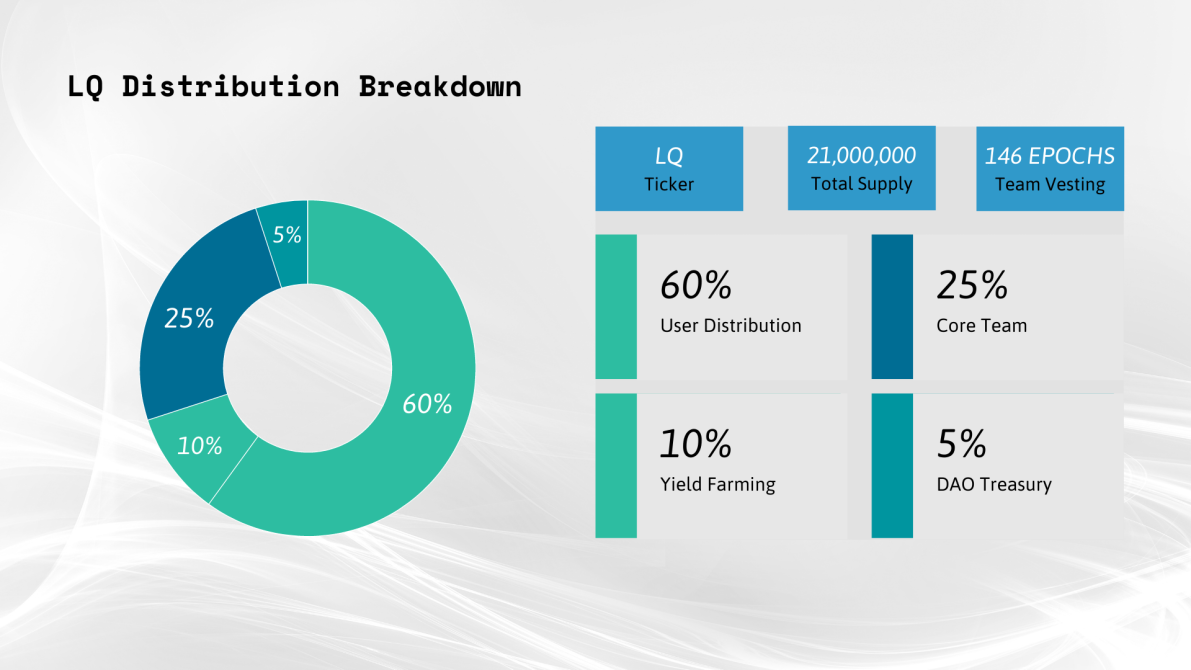 LQ Distribution Breakdown
5%
25%
60%
10%
LQ
Ticker
21,000,000
Total Supply
146 EPOCHS
Team Vesting
60%
User Distribution
25%
Core Team
10%
Yield Farming
5%
DAO Treasury